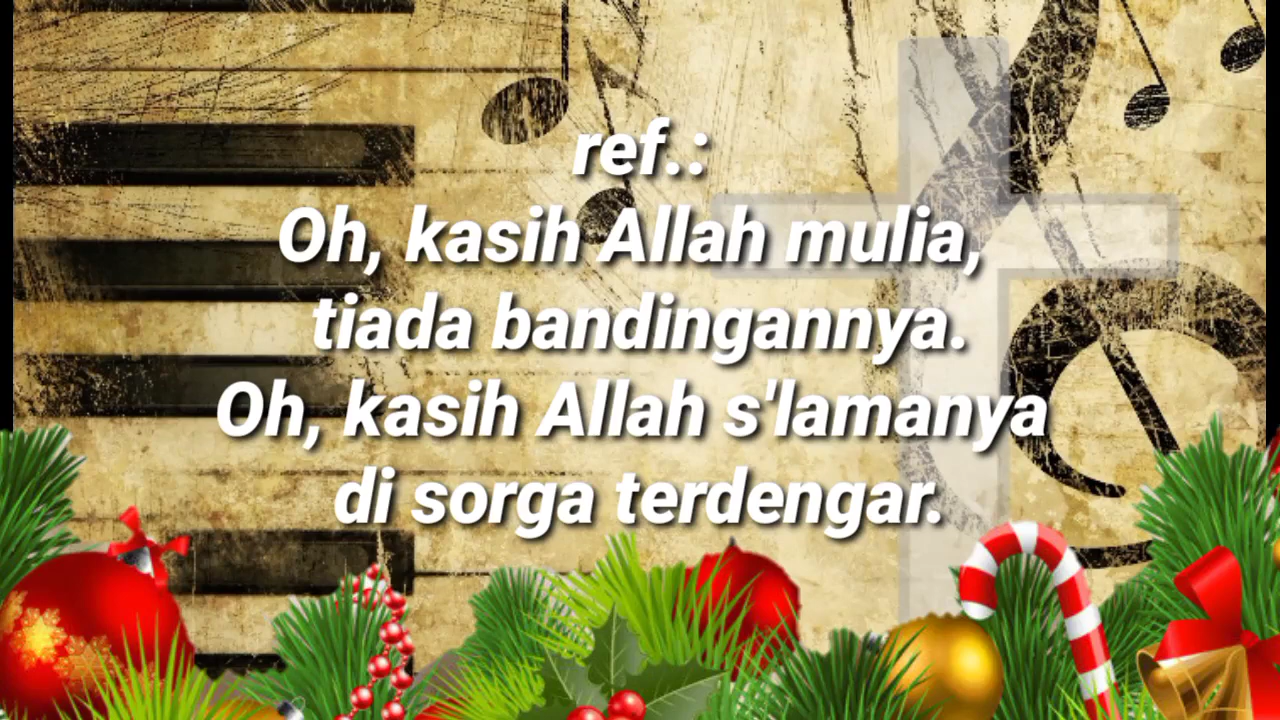 ref.:
Oh, kasih Allah mulia,
tiada bandingannya.
Oh, kasih Allah s'lamanya
di sorga terdengar.